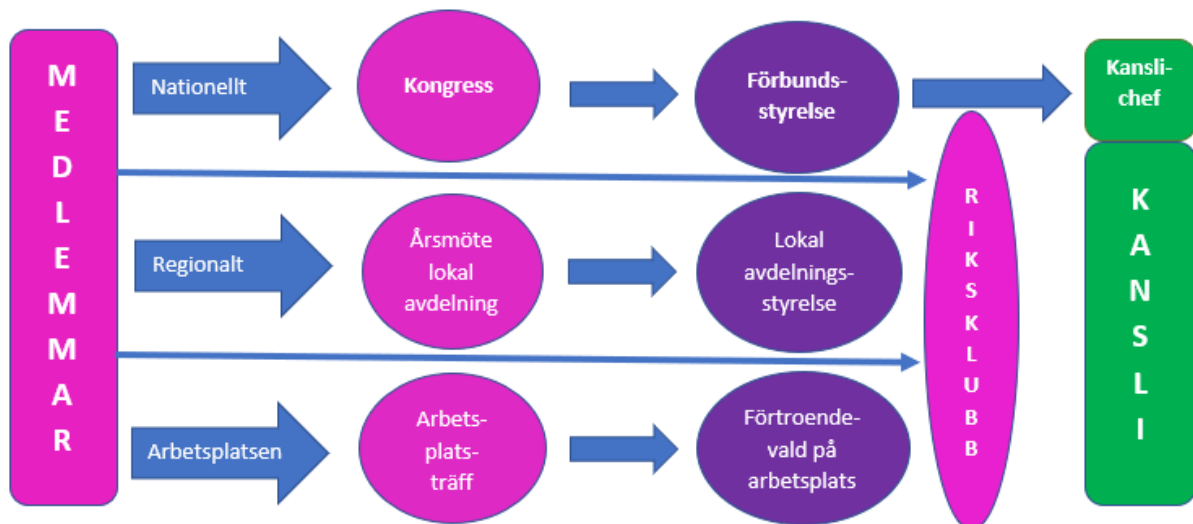 MEDLEMMAR
Nationellt
Kongress
Förbunds-
styrelse
Kansli-
chef
Regionalt
Årsmöte
lokal
avdelning
Lokal
avdelnings-
styrelse
RIKSKLUBB
KANSLI
Arbetsplatsen
Arbets-
plats-
träff
Förtroende-
vald på
arbetsplats